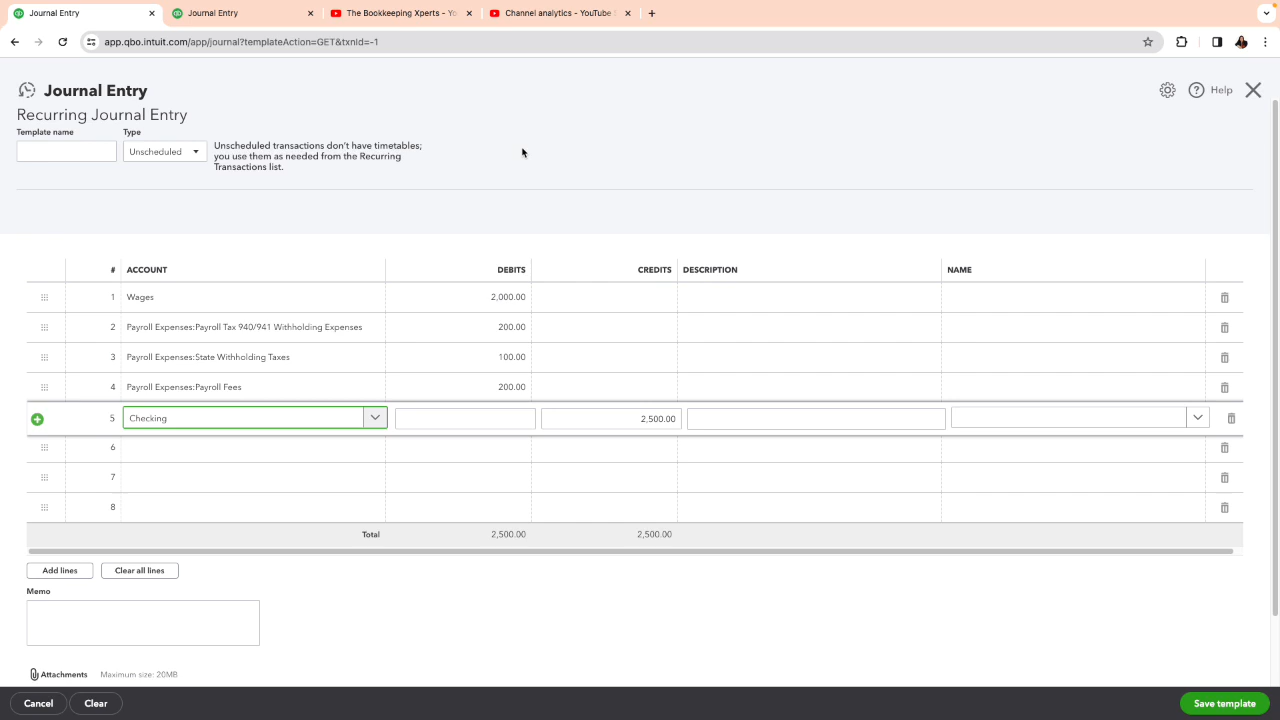 Journal Entry
Journal Entry
The Bookkeeping Xperts – Yo
Channel analytics - YouTube
app.qbo.intuit.com/app/journal?templateAction=GET&txnId=-1
Journal Entry
Help
Recurring Journal Entry
Template name
Type
Unscheduled
Unscheduled transactions don't have timetables;
you use them as needed from the Recurring
Transactions list.
# ACCOUNT DEBITS CREDITS DESCRIPTION NAME
1 Wages 2,000.00
2 Payroll Expenses:Payroll Tax 940/941 Withholding Expenses 200.00
3 Payroll Expenses:State Withholding Taxes 100.00
4 Payroll Expenses:Payroll Fees 200.00
5 Checking 2,500.00
6
7
8
Total 2,500.00 2,500.00
Add lines Clear all lines
Memo
Attachments Maximum size: 20MB
Cancel Clear Save template